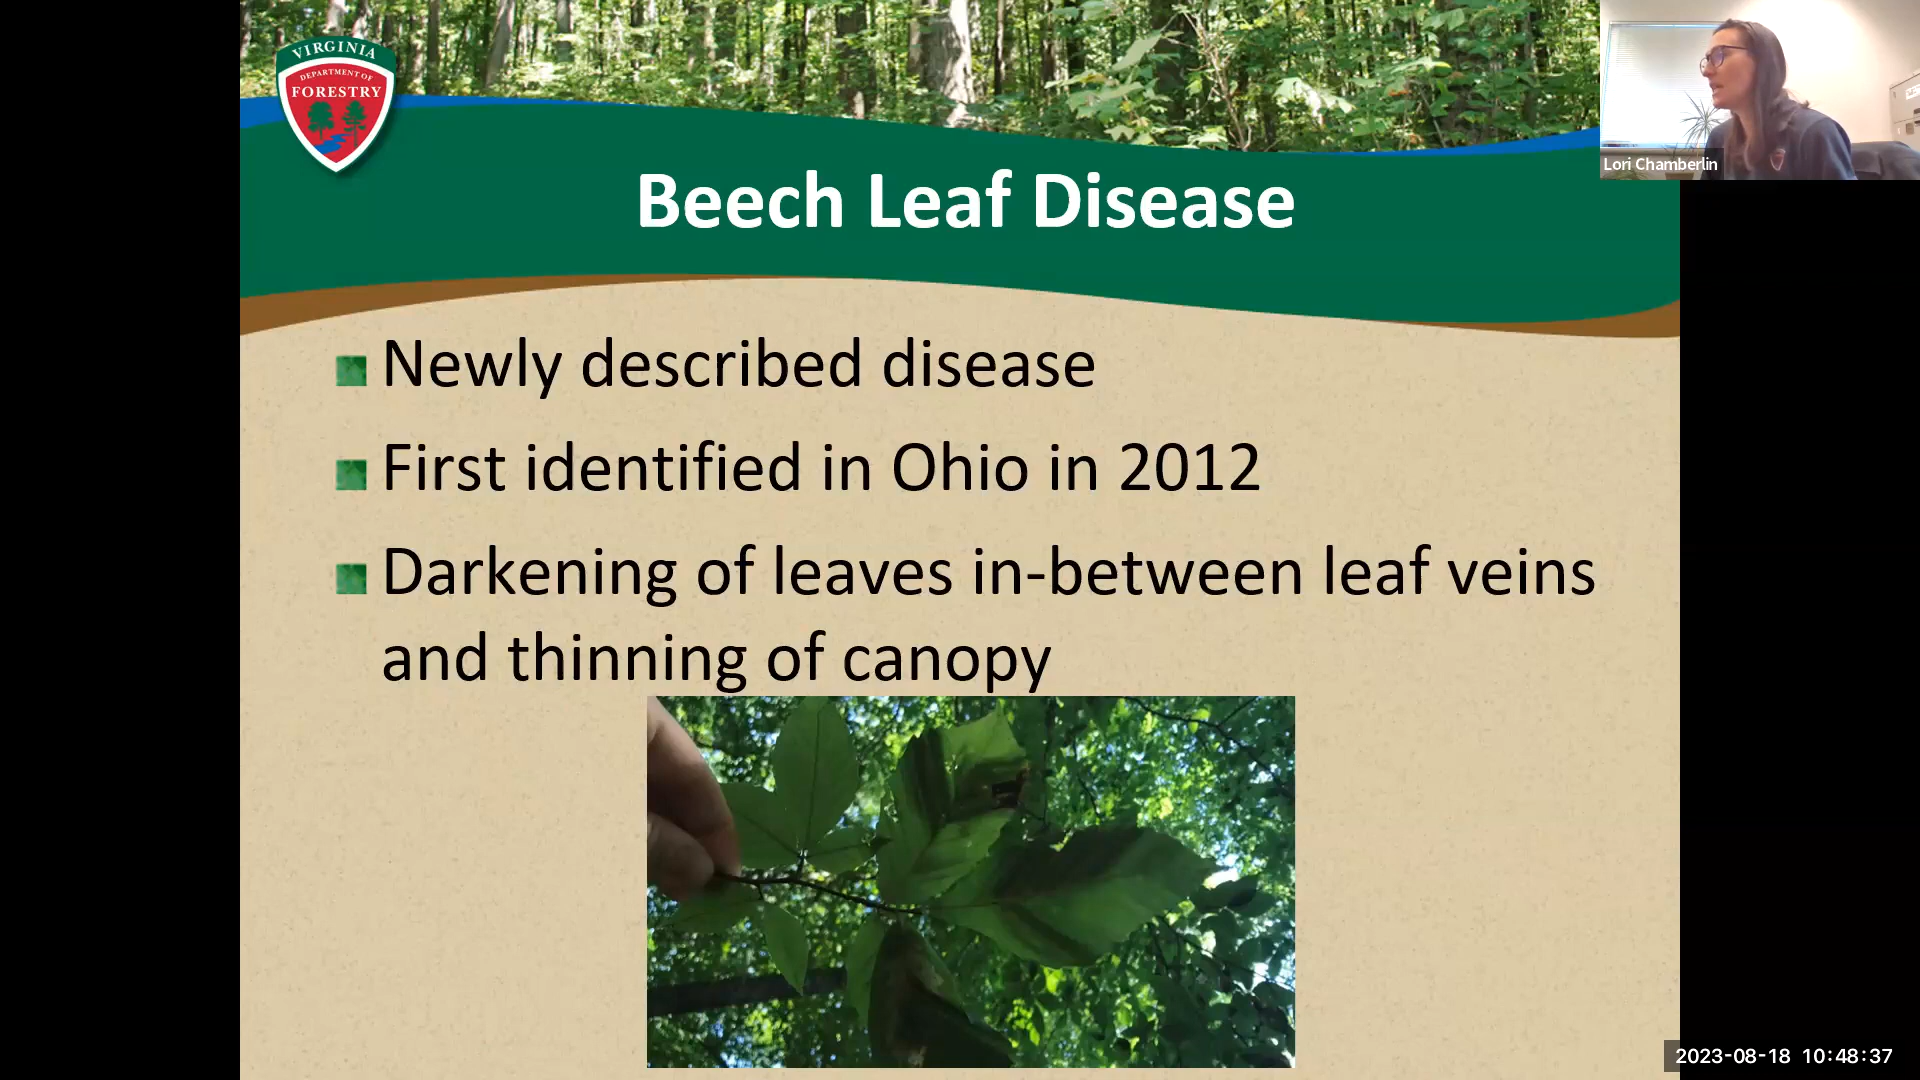 VIRGINIA
DEPARTMENT OF
FORESTRY
Lori Chamberlin
Beech Leaf Disease
Newly described disease
First identified in Ohio in 2012
Darkening of leaves in-between leaf veins
and thinning of canopy
2023-08-18 10:48:37